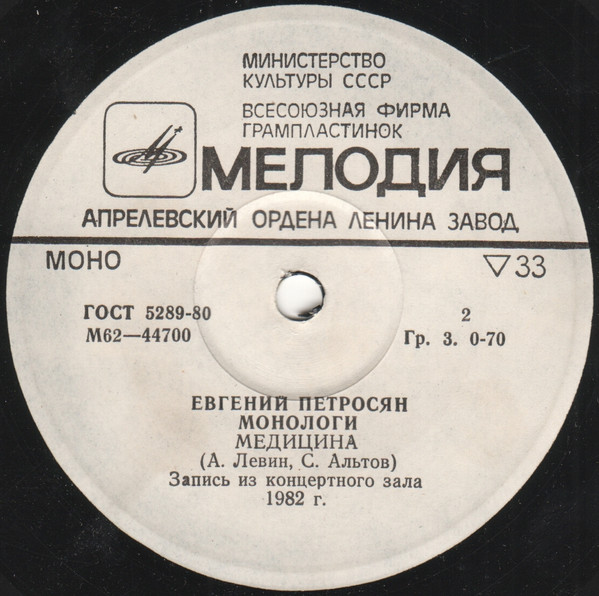 МИНИСТЕРСТВО
КУЛЬТУРЫ СССР
ВСЕСОЮЗНАЯ ФИРМА
ГРАМПЛАСТИНОК
МЕЛОДИЯ
АПРЕЛЕВСКИЙ ОРДЕНА ЛЕНИНА ЗАВОД
МОНО ▽33
ГОСТ 5289-80 2
М62—44700 Гр. 3. 0-70
ЕВГЕНИЙ ПЕТРОСЯН
МОНОЛОГИ
МЕДИЦИНА
(А. Левин, С. Альтов)
Запись из концертного зала
1982 г.